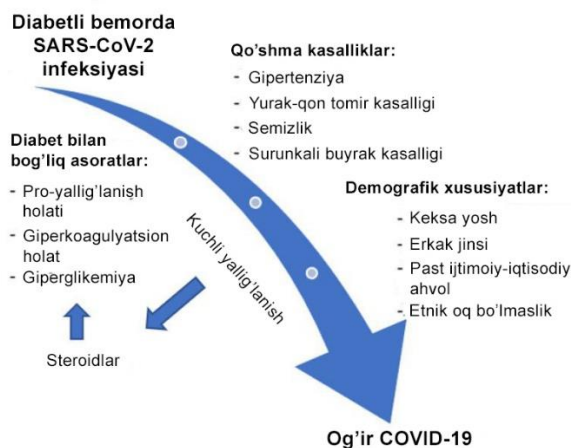 Diabetli bemorda
SARS-CoV-2
infeksiyasi
Qo'shma kasalliklar:
- Gipertenziya
- Yurak-qon tomir kasalligi
- Semizlik
- Surunkali buyrak kasalligi
Diabet bilan
bog'liq asoratlar:
- Pro-yallig'lanish
holati
- Giperkoagulyatsion
holat
- Giperglikemiya
Steroidlar
Kuchli yallig'lanish
Demografik xususiyatlar:
- Keksa yosh
- Erkak jinsi
- Past ijtimoiy-iqtisodiy
ahvol
- Etnik oq bo'lmaslik
Og'ir COVID-19